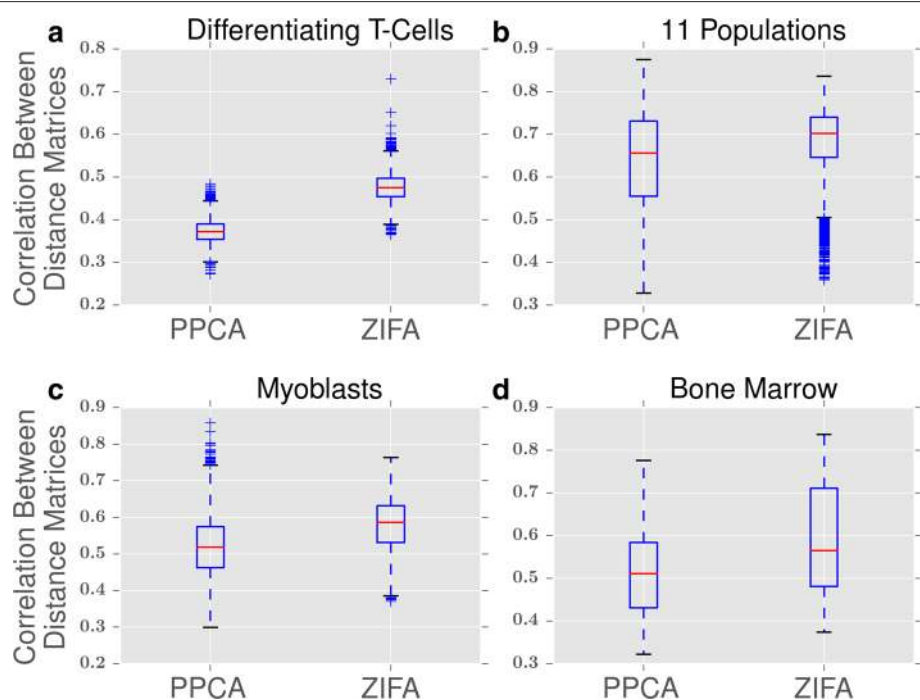 a Differentiating T-Cells
Correlation Between
Distance Matrices
0.8
0.7
0.6
0.5
0.4
0.3
0.2
PPCA ZIFA
b 11 Populations
0.9
0.8
0.7
0.6
0.5
0.4
0.3
PPCA ZIFA
c Myoblasts
Correlation Between
Distance Matrices
0.9
0.8
0.7
0.6
0.5
0.4
0.3
0.2
PPCA ZIFA
d Bone Marrow
0.9
0.8
0.7
0.6
0.5
0.4
0.3
PPCA ZIFA